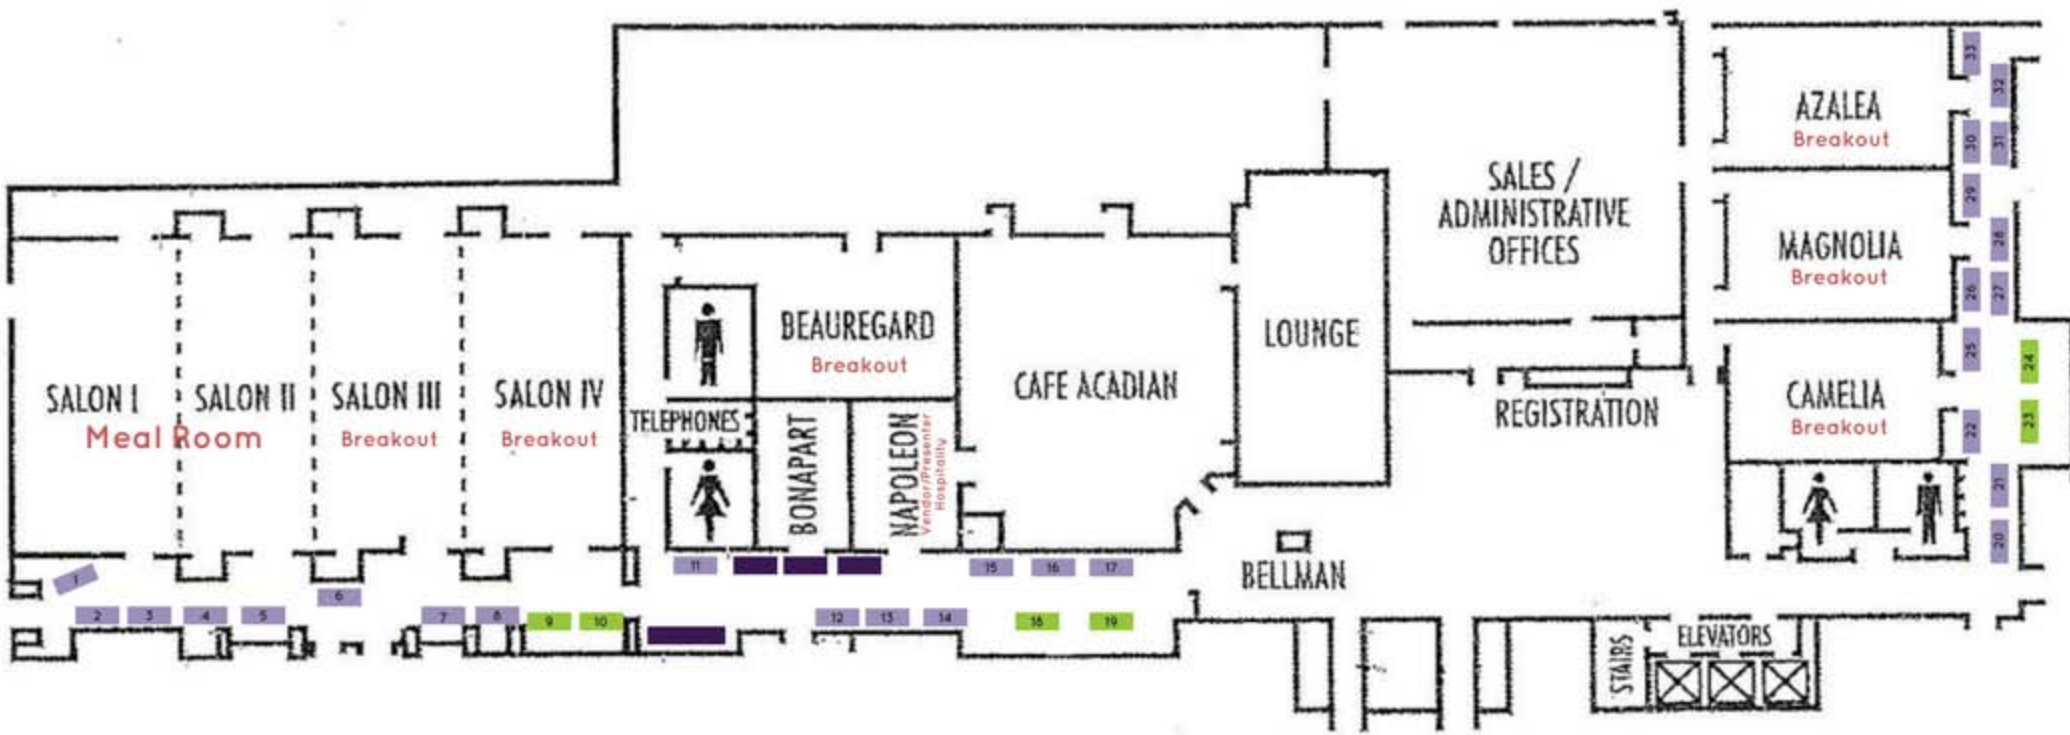 SALON I
Meal Room
SALON II
SALON III
Breakout
SALON IV
Breakout
TELEPHONES
BEAUREGARD
Breakout
BONAPART
NAPOLEON
Vendor/Presenter
Hospitality
CAFE ACADIAN
LOUNGE
SALES /
ADMINISTRATIVE
OFFICES
REGISTRATION
BELLMAN
STAIRS
ELEVATORS
AZALEA
Breakout
MAGNOLIA
Breakout
CAMELIA
Breakout
1
2
3
4
5
6
7
8
9
10
11
12
13
14
15
16
17
18
19
20
21
22
23
24
25
26
27
28
29
30
31
32
33